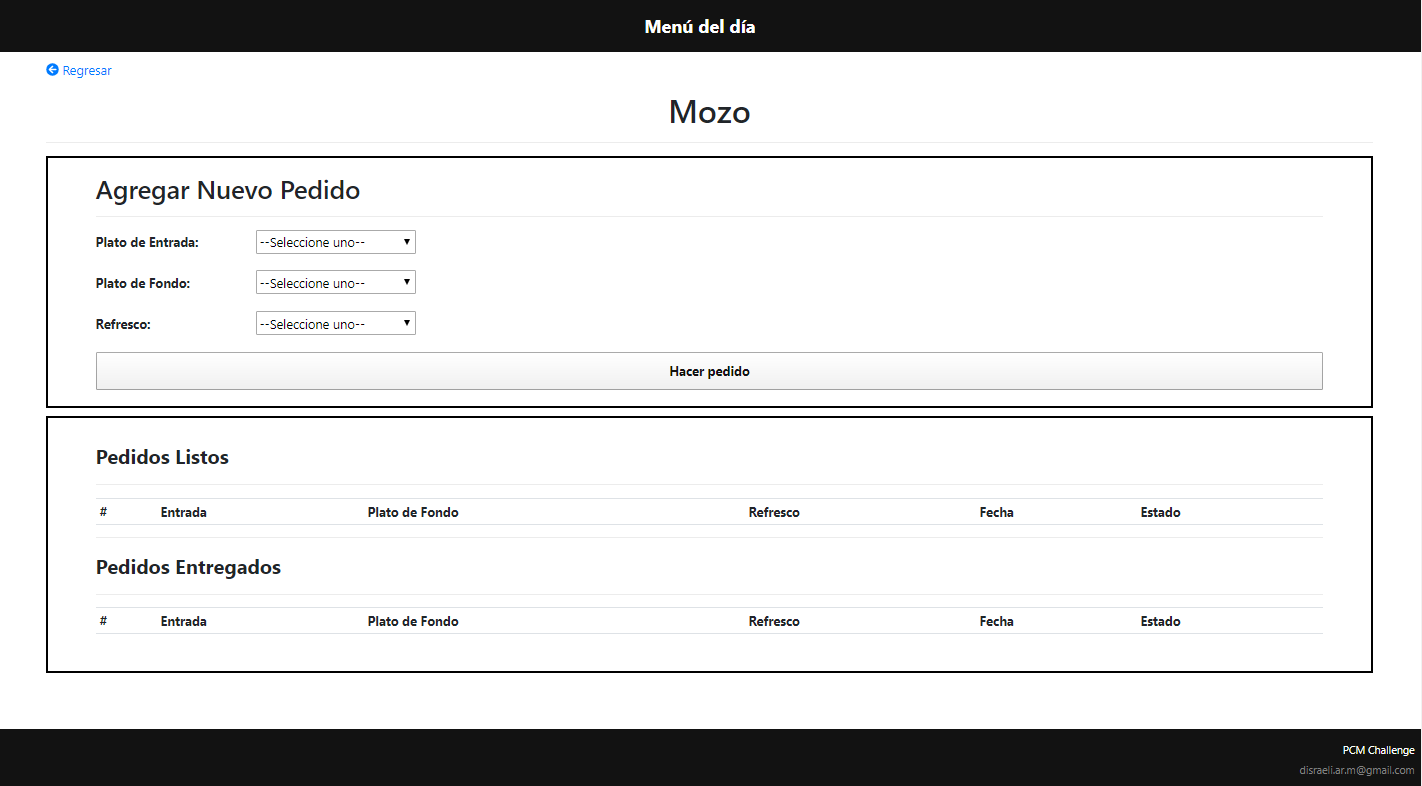 Menú del día
Regresar
Mozo
Agregar Nuevo Pedido
Plato de Entrada: --Seleccione uno--
Plato de Fondo: --Seleccione uno--
Refresco: --Seleccione uno--
Hacer pedido
Pedidos Listos
# Entrada Plato de Fondo Refresco Fecha Estado
Pedidos Entregados
# Entrada Plato de Fondo Refresco Fecha Estado
PCM Challenge
disraeli.ar.m@gmail.com